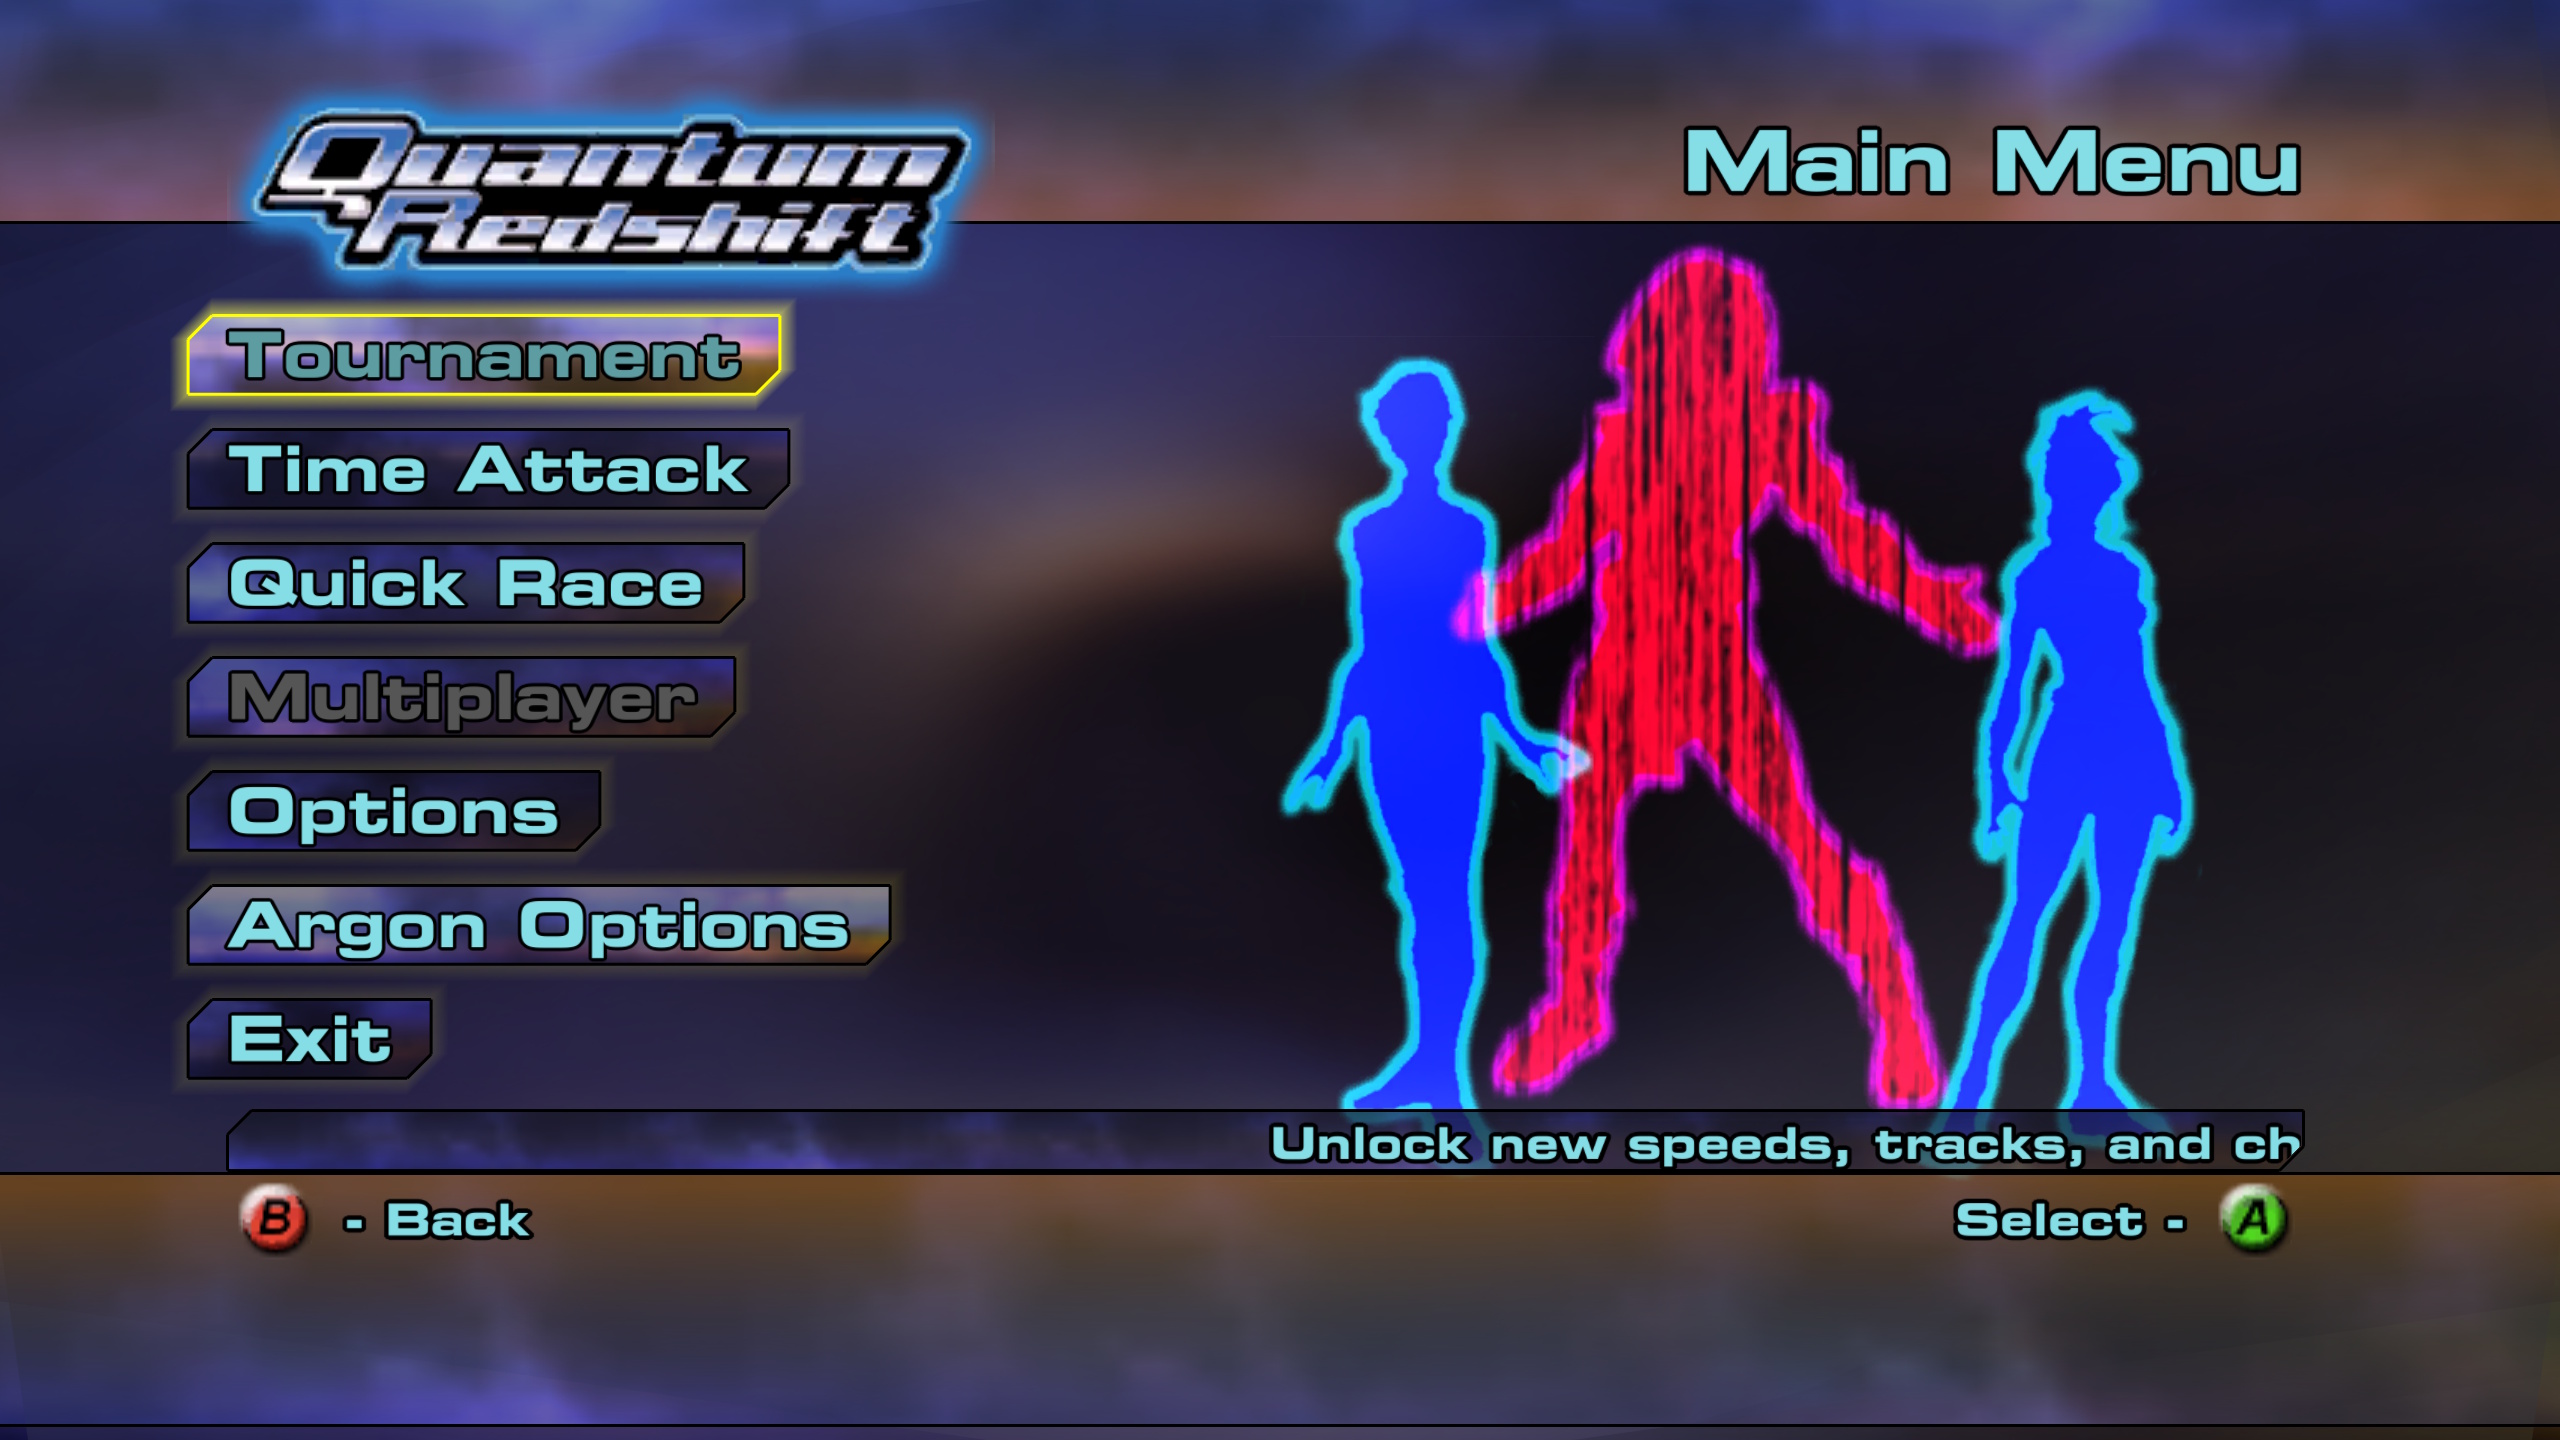 Quantum
Redshift
Main Menu
Tournament
Time Attack
Quick Race
Multiplayer
Options
Argon Options
Exit
Unlock new speeds, tracks, and ch
B - Back
Select - A